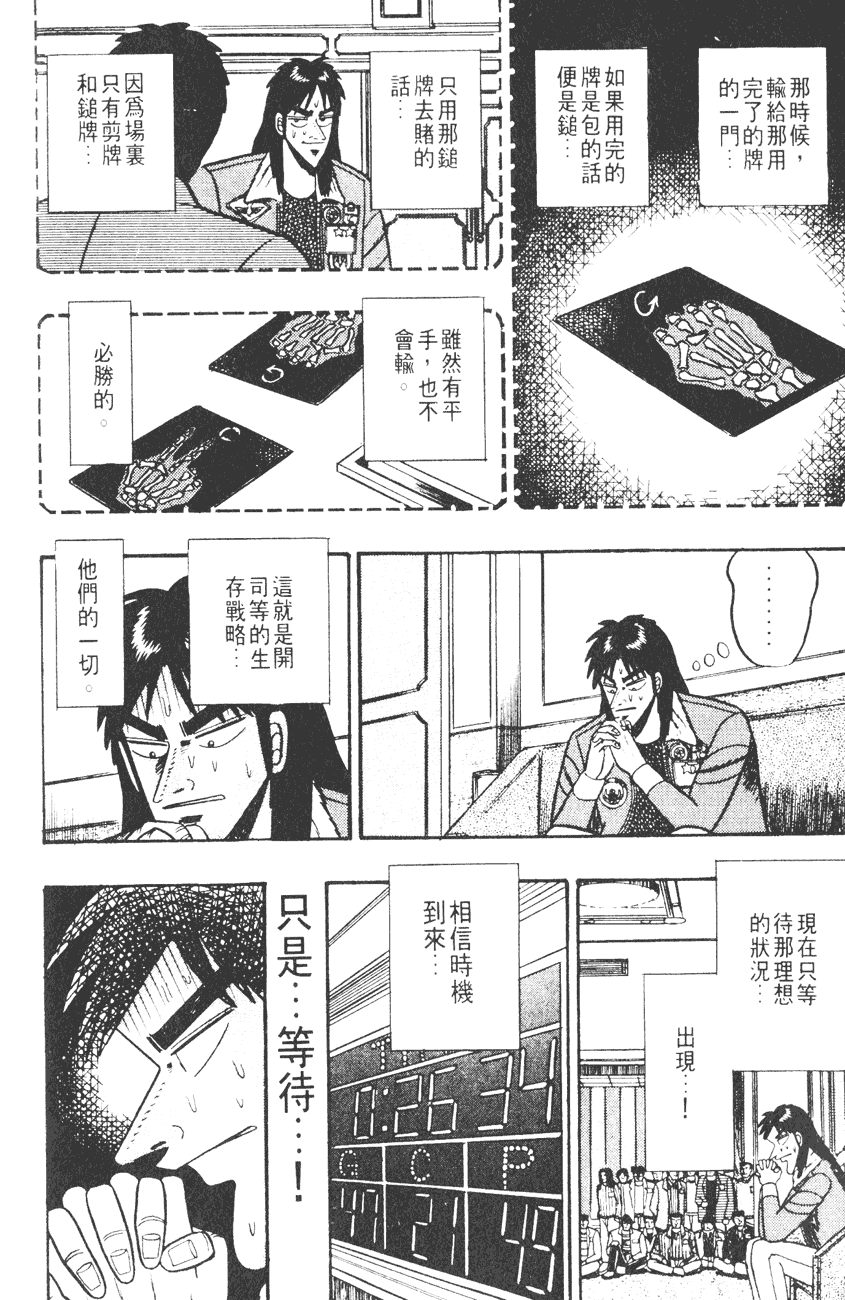 那時候，
輸給那用
完了的牌
的一門…
如果用完的
牌是包的話
便是鎚…
只用那鎚
牌去賭的
話…
因爲場裏
只有剪牌
和鎚牌…
雖然有平
手，也不
會輸。
必勝的。
………
這就是開
司等的生
存戰略…
他們的一切。
現在只等
待那理想
的狀況…
出現…！
相信時機
到來…
0:26 34
G C P
47 21 49
只是…等待…！